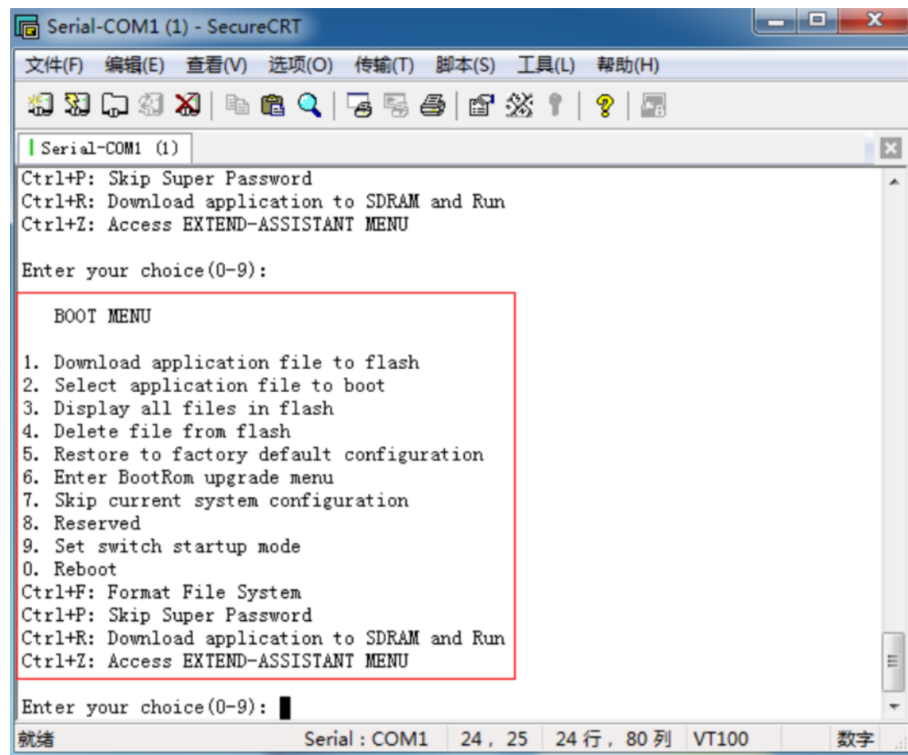 Serial-COM1 (1) - SecureCRT
文件(F) 编辑(E) 查看(V) 选项(O) 传输(T) 脚本(S) 工具(L) 帮助(H)
Serial-COM1 (1)
Ctrl+P: Skip Super Password
Ctrl+R: Download application to SDRAM and Run
Ctrl+Z: Access EXTEND-ASSISTANT MENU
Enter your choice(0-9):
BOOT MENU
1. Download application file to flash
2. Select application file to boot
3. Display all files in flash
4. Delete file from flash
5. Restore to factory default configuration
6. Enter BootRom upgrade menu
7. Skip current system configuration
8. Reserved
9. Set switch startup mode
0. Reboot
Ctrl+F: Format File System
Ctrl+P: Skip Super Password
Ctrl+R: Download application to SDRAM and Run
Ctrl+Z: Access EXTEND-ASSISTANT MENU
Enter your choice(0-9):
就绪 Serial : COM1 24 , 25 24 行 , 80 列 VT100 数字